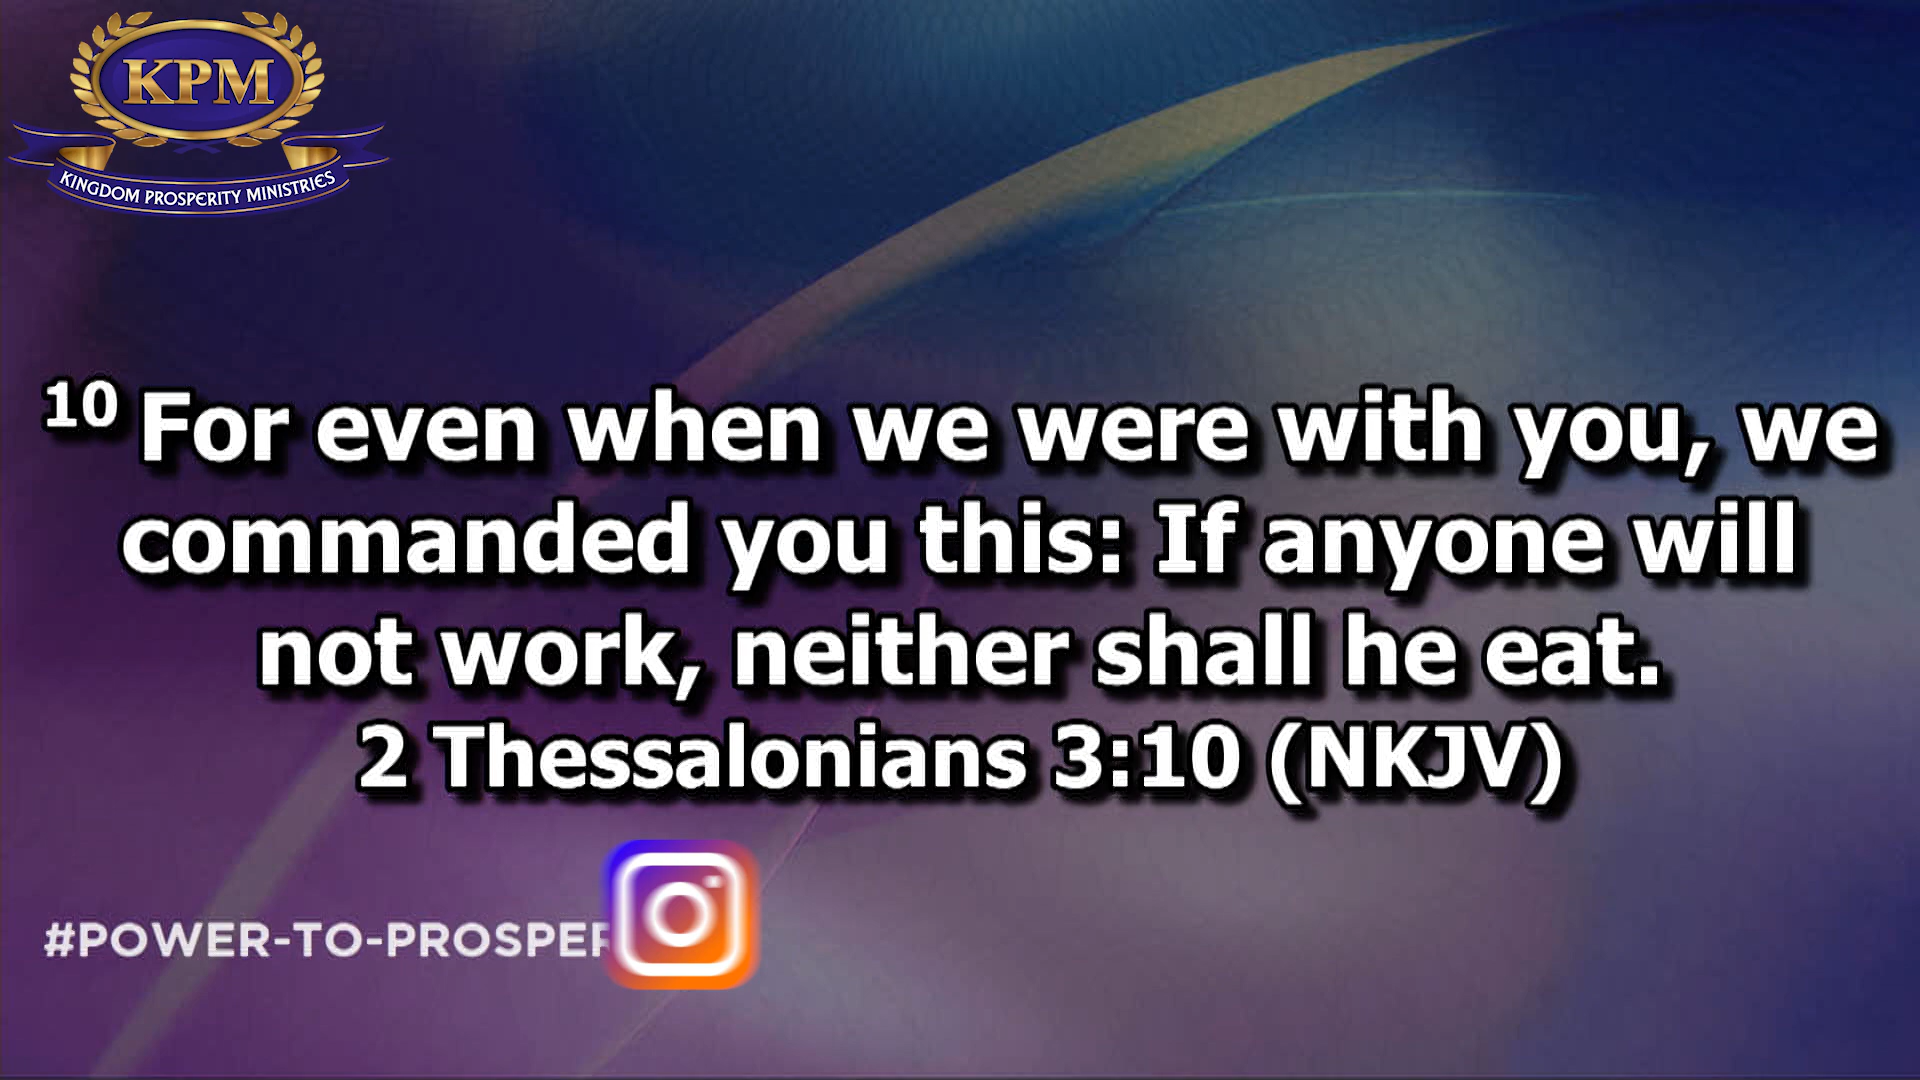 KPM
KINGDOM PROSPERITY MINISTRIES
10 For even when we were with you, we
commanded you this: If anyone will
not work, neither shall he eat.
2 Thessalonians 3:10 (NKJV)
#POWER-TO-PROSPER